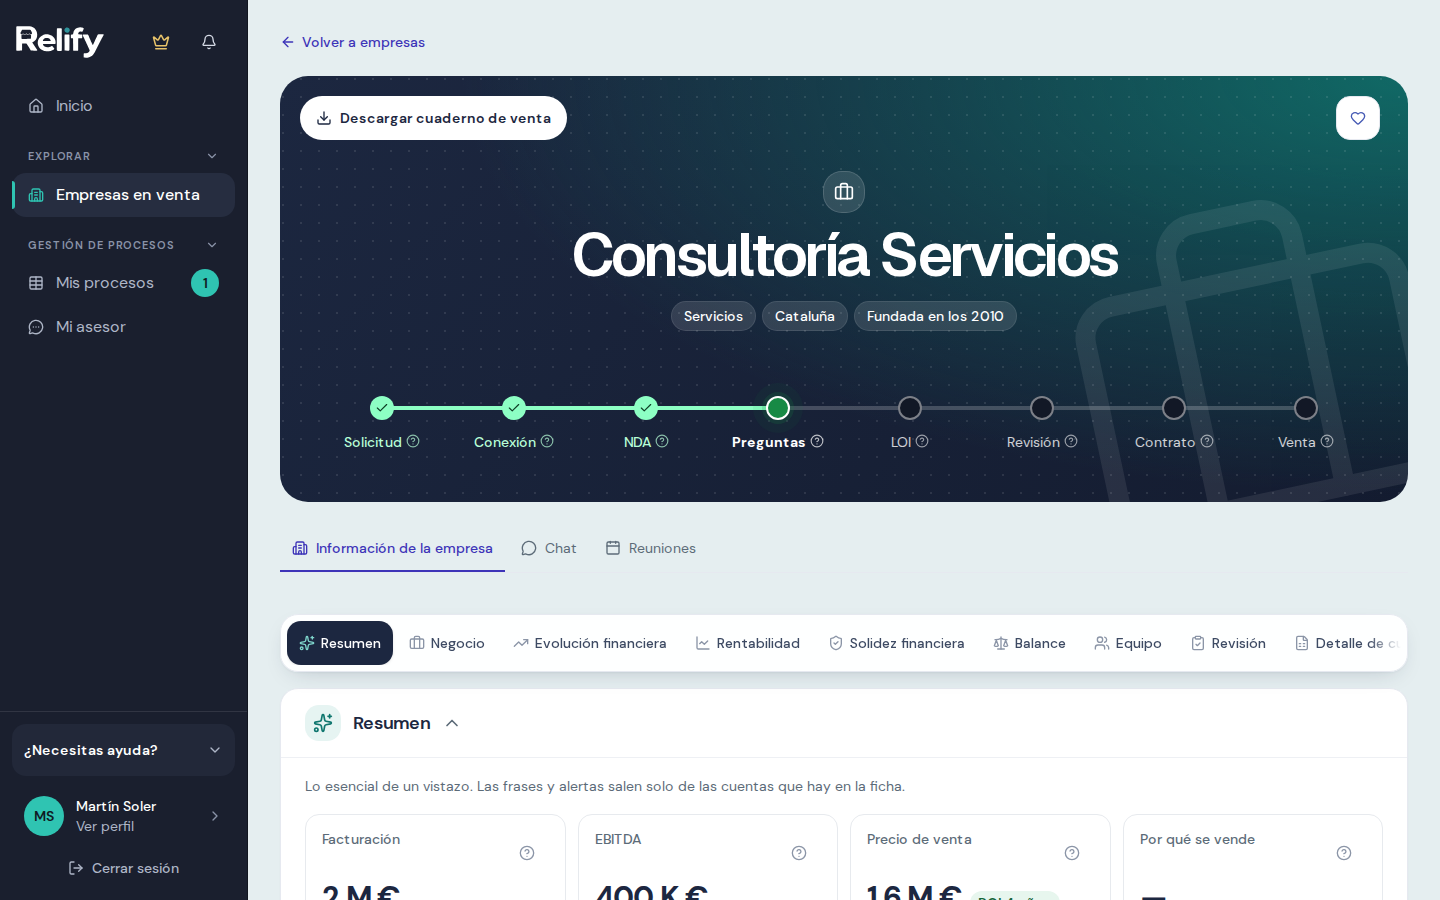 Relify
Inicio
EXPLORAR
Empresas en venta
GESTIÓN DE PROCESOS
Mis procesos 1
Mi asesor
¿Necesitas ayuda?
MS
Martín Soler
Ver perfil
Cerrar sesión
Volver a empresas
Descargar cuaderno de venta
Consultoría Servicios
Servicios Cataluña Fundada en los 2010
Solicitud Conexión NDA Preguntas LOI Revisión Contrato Venta
Información de la empresa Chat Reuniones
Resumen Negocio Evolución financiera Rentabilidad Solidez financiera Balance Equipo Revisión Detalle de
Resumen
Lo esencial de un vistazo. Las frases y alertas salen solo de las cuentas que hay en la ficha.
Facturación EBITDA Precio de venta Por qué se vende
2 M € 400 K € 1,6 M € —